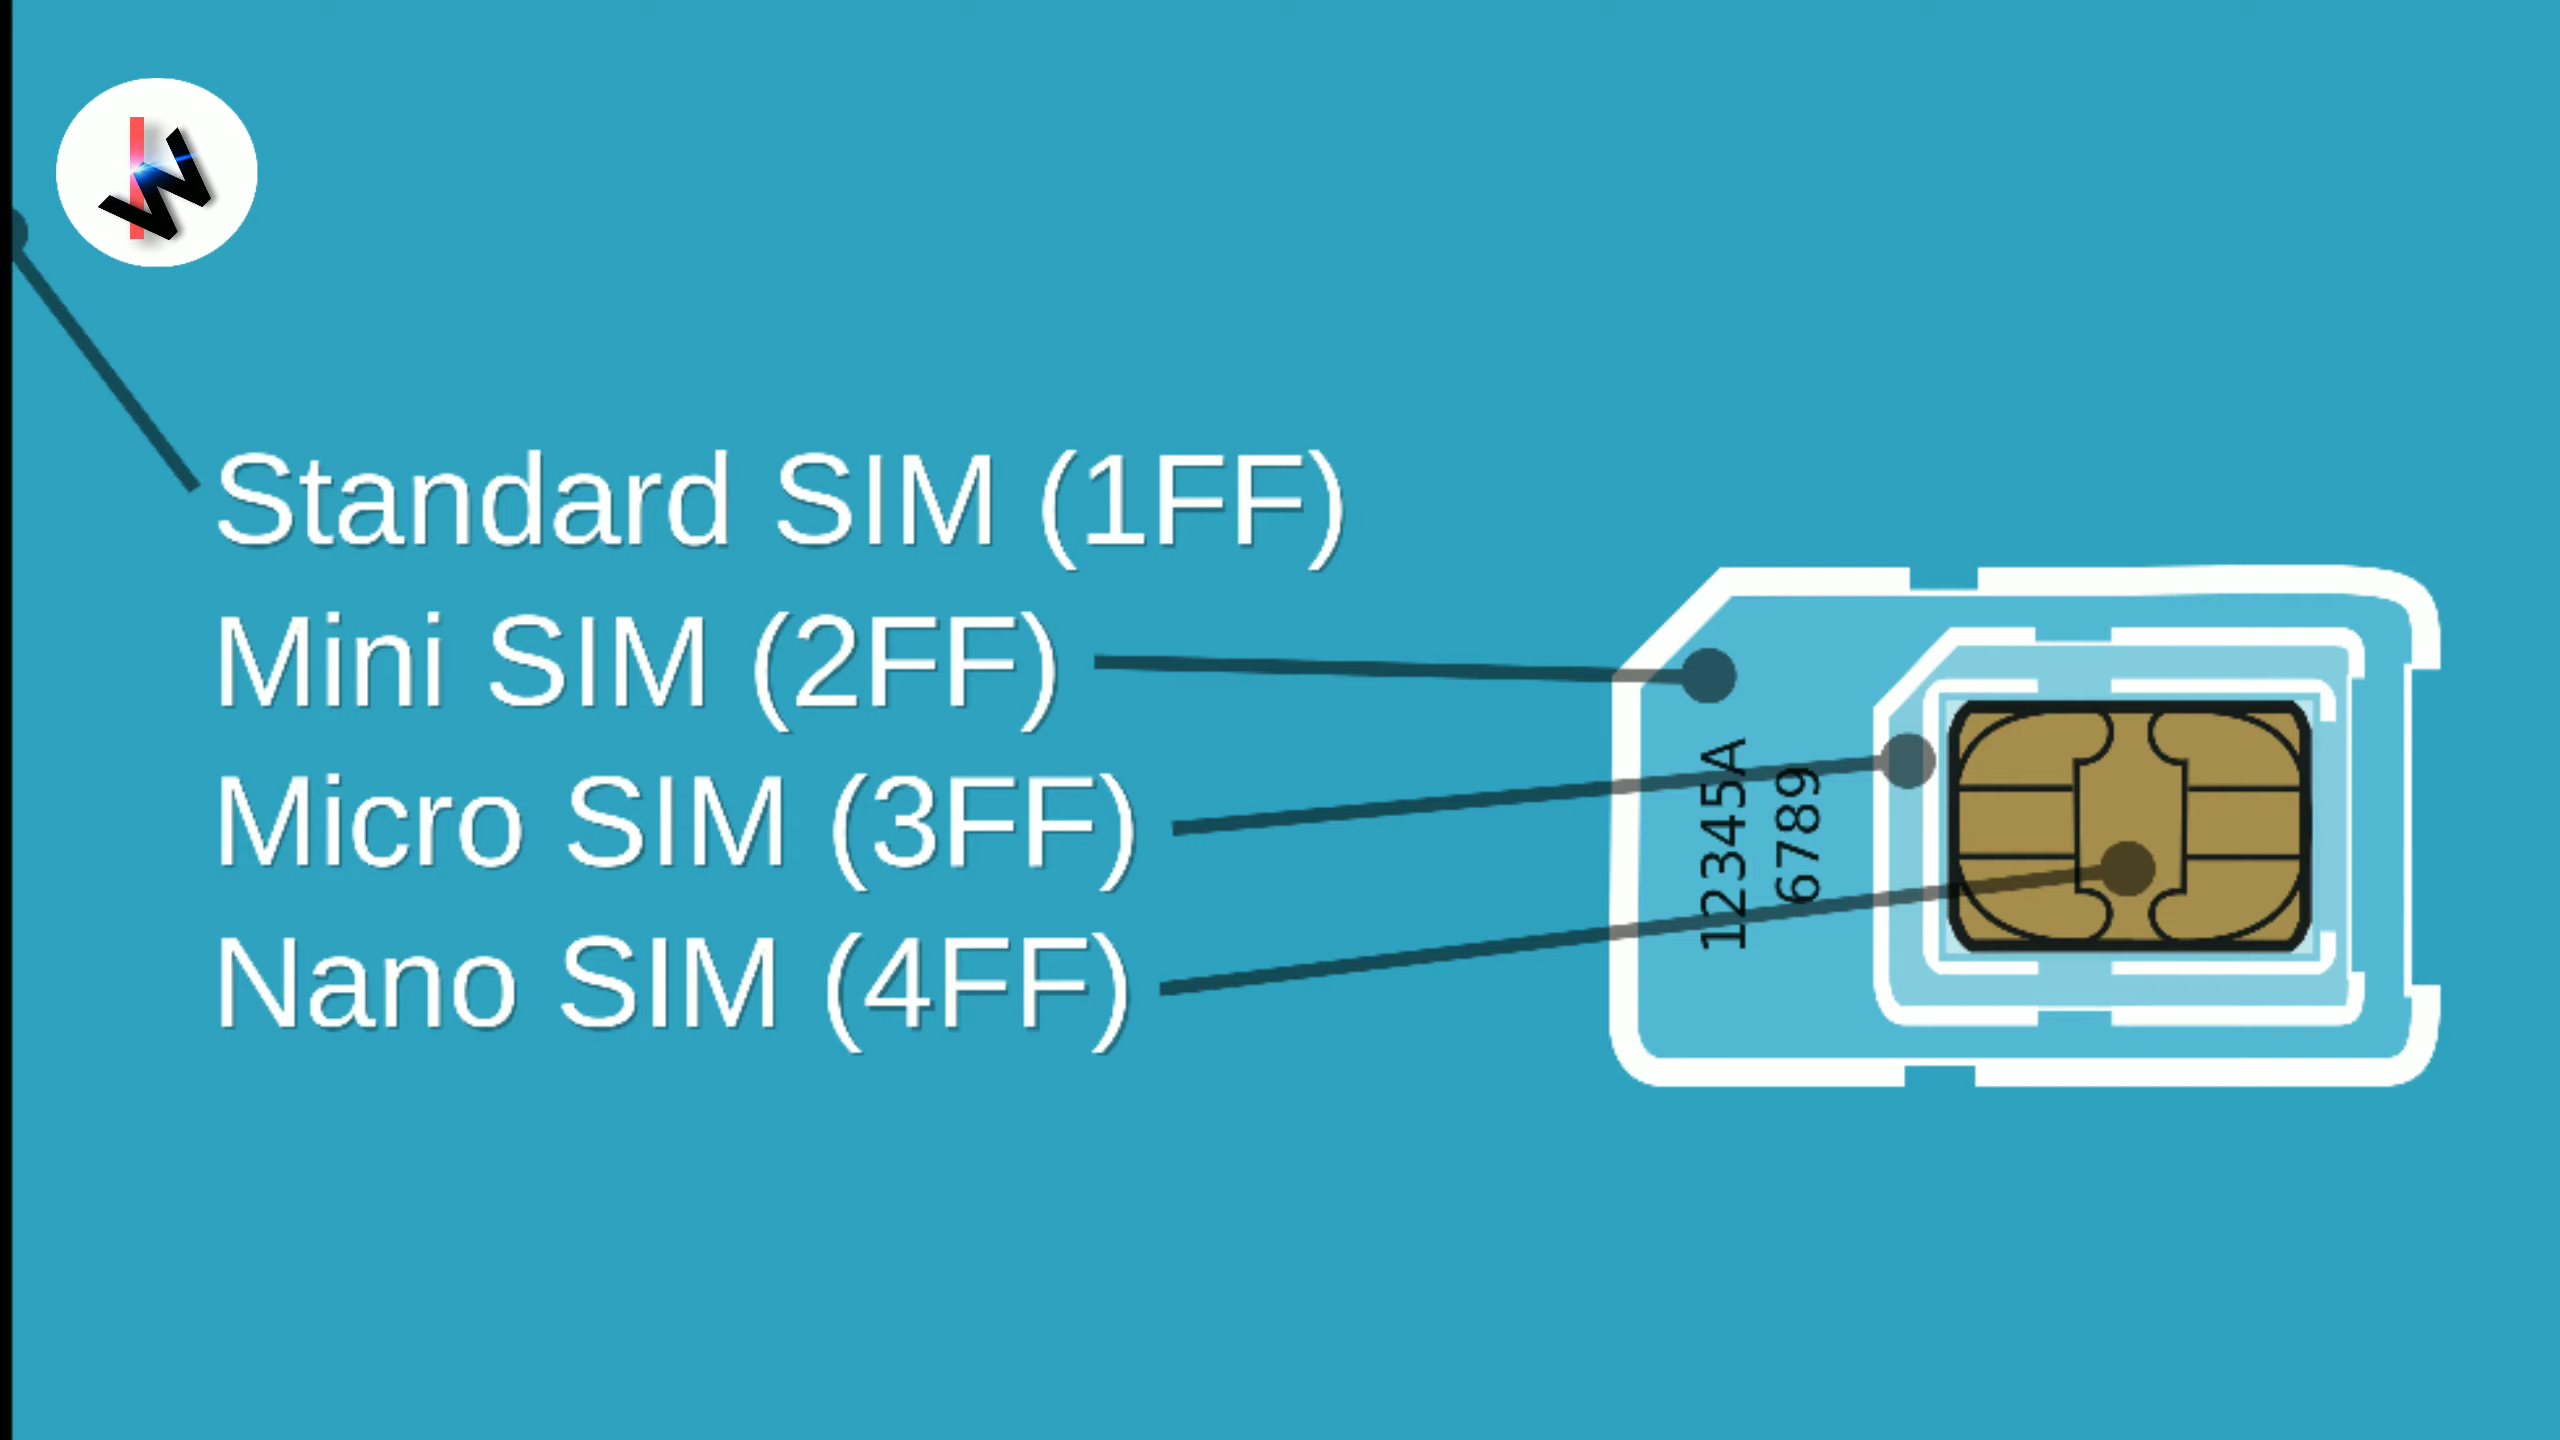 W
Standard SIM (1FF)
Mini SIM (2FF)
Micro SIM (3FF)
Nano SIM (4FF)
12345A
6789